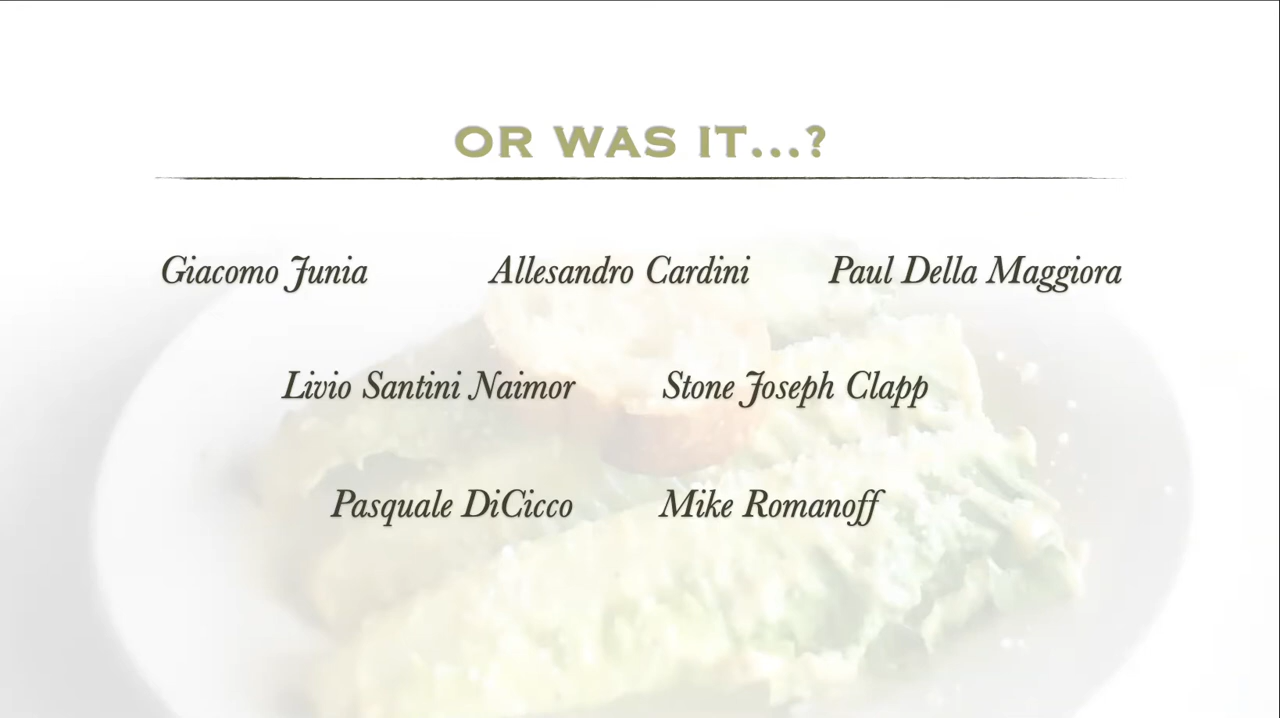 OR WAS IT...?
Giacomo Junia Allesandro Cardini Paul Della Maggiora
Livio Santini Naimor Stone Joseph Clapp
Pasquale DiCicco Mike Romanoff